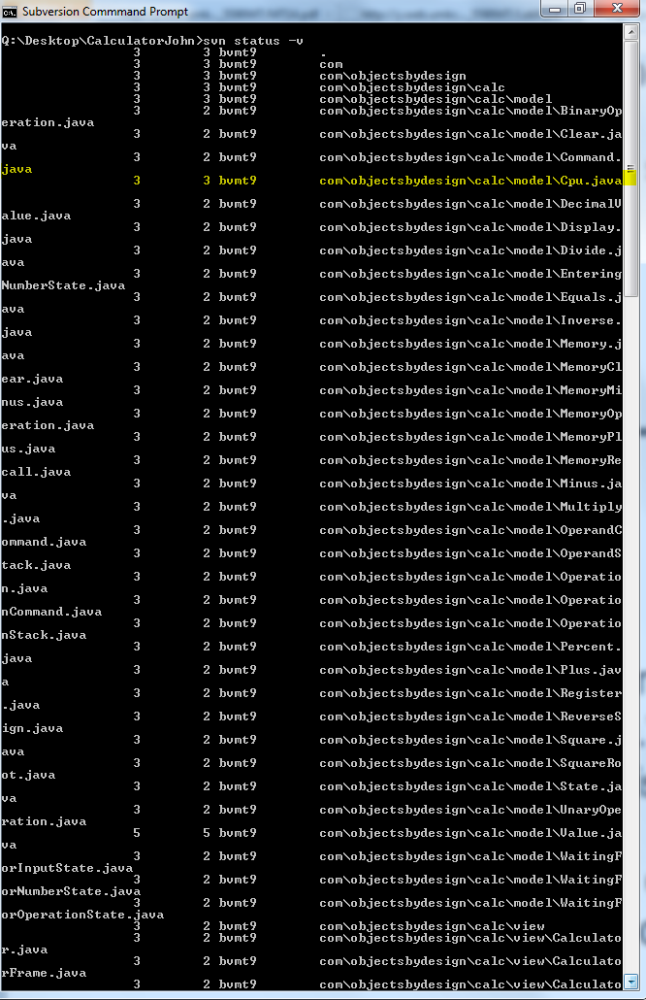 Subversion Commmand Prompt
Q:\Desktop\CalculatorJohn>svn status -v
3 3 bvmt9 .
3 3 bvmt9 com
3 3 bvmt9 com\objectsbydesign
3 3 bvmt9 com\objectsbydesign\calc
3 3 bvmt9 com\objectsbydesign\calc\model
3 2 bvmt9 com\objectsbydesign\calc\model\BinaryOp
eration.java
3 2 bvmt9 com\objectsbydesign\calc\model\Clear.ja
va
3 2 bvmt9 com\objectsbydesign\calc\model\Command.
java
3 3 bvmt9 com\objectsbydesign\calc\model\Cpu.java
3 2 bvmt9 com\objectsbydesign\calc\model\DecimalV
alue.java
3 2 bvmt9 com\objectsbydesign\calc\model\Display.
java
3 2 bvmt9 com\objectsbydesign\calc\model\Divide.j
ava
3 2 bvmt9 com\objectsbydesign\calc\model\Entering
NumberState.java
3 2 bvmt9 com\objectsbydesign\calc\model\Equals.j
ava
3 2 bvmt9 com\objectsbydesign\calc\model\Inverse.
java
3 2 bvmt9 com\objectsbydesign\calc\model\Memory.j
ava
3 2 bvmt9 com\objectsbydesign\calc\model\MemoryCl
ear.java
3 2 bvmt9 com\objectsbydesign\calc\model\MemoryMi
nus.java
3 2 bvmt9 com\objectsbydesign\calc\model\MemoryOp
eration.java
3 2 bvmt9 com\objectsbydesign\calc\model\MemoryPl
us.java
3 2 bvmt9 com\objectsbydesign\calc\model\MemoryRe
call.java
3 2 bvmt9 com\objectsbydesign\calc\model\Minus.ja
va
3 2 bvmt9 com\objectsbydesign\calc\model\Multiply
.java
3 2 bvmt9 com\objectsbydesign\calc\model\OperandC
ommand.java
3 2 bvmt9 com\objectsbydesign\calc\model\OperandS
tack.java
3 2 bvmt9 com\objectsbydesign\calc\model\Operatio
n.java
3 2 bvmt9 com\objectsbydesign\calc\model\Operatio
nCommand.java
3 2 bvmt9 com\objectsbydesign\calc\model\Operatio
nStack.java
3 2 bvmt9 com\objectsbydesign\calc\model\Percent.
java
3 2 bvmt9 com\objectsbydesign\calc\model\Plus.jav
a
3 2 bvmt9 com\objectsbydesign\calc\model\Register
.java
3 2 bvmt9 com\objectsbydesign\calc\model\ReverseS
ign.java
3 2 bvmt9 com\objectsbydesign\calc\model\Square.j
ava
3 2 bvmt9 com\objectsbydesign\calc\model\SquareRo
ot.java
3 2 bvmt9 com\objectsbydesign\calc\model\State.ja
va
3 2 bvmt9 com\objectsbydesign\calc\model\UnaryOpe
ration.java
5 5 bvmt9 com\objectsbydesign\calc\model\Value.ja
va
3 2 bvmt9 com\objectsbydesign\calc\model\WaitingF
orInputState.java
3 2 bvmt9 com\objectsbydesign\calc\model\WaitingF
orNumberState.java
3 2 bvmt9 com\objectsbydesign\calc\model\WaitingF
orOperationState.java
3 2 bvmt9 com\objectsbydesign\calc\view
3 2 bvmt9 com\objectsbydesign\calc\view\Calculato
r.java
3 2 bvmt9 com\objectsbydesign\calc\view\Calculato
rFrame.java
3 2 bvmt9 com\objectsbydesign\calc\view\Calculato